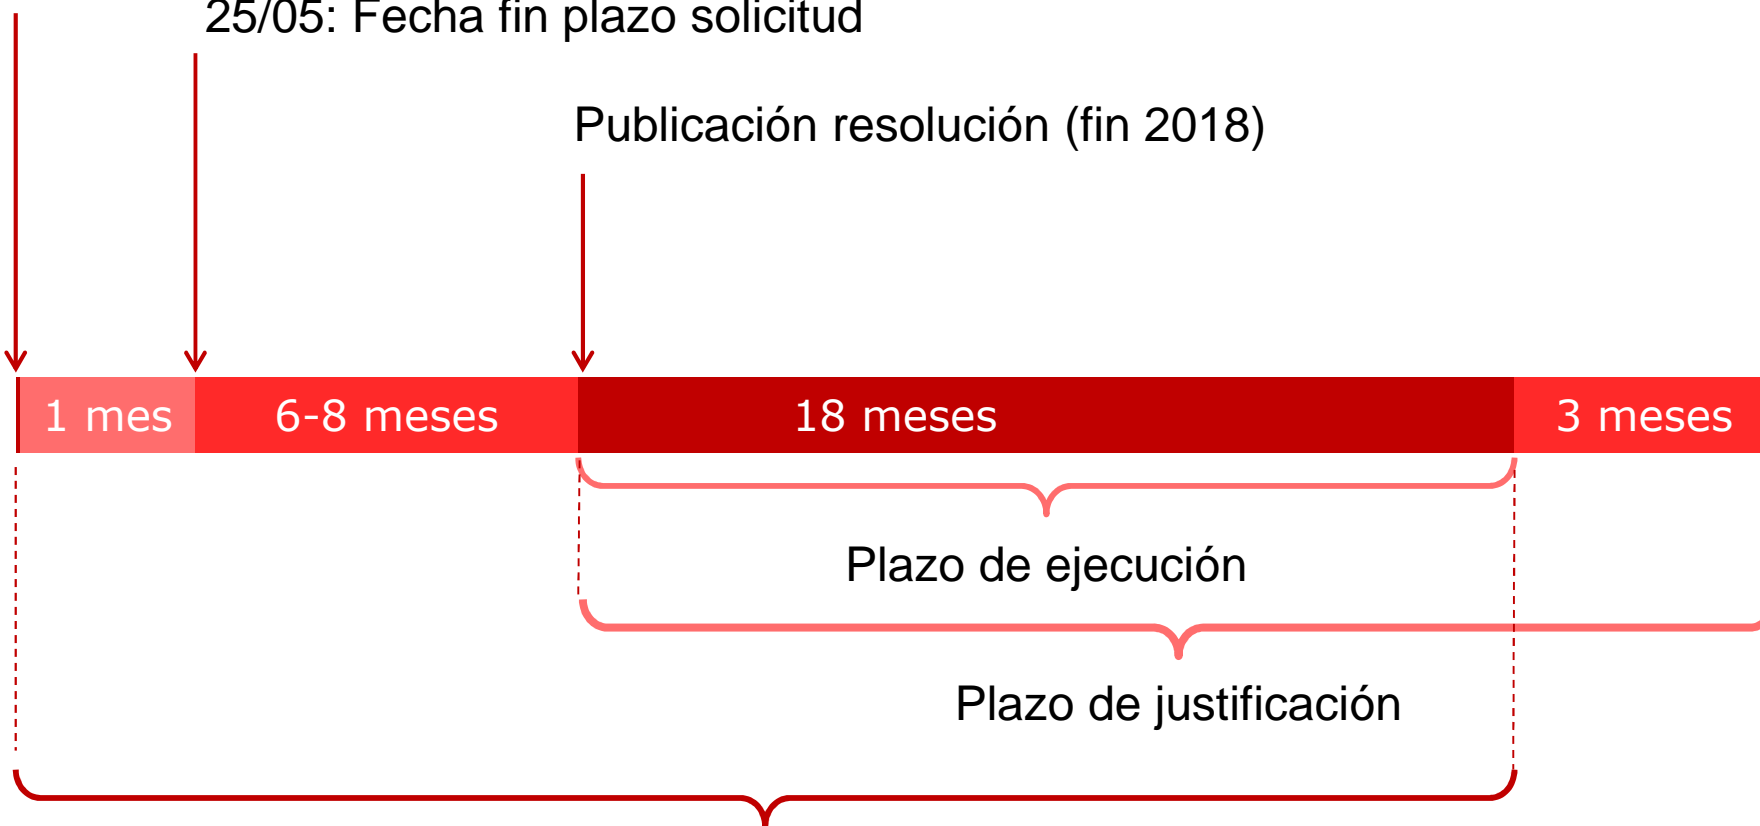 25/05: Fecha fin plazo solicitud
Publicación resolución (fin 2018)
1 mes 6-8 meses 18 meses 3 meses
Plazo de ejecución
Plazo de justificación